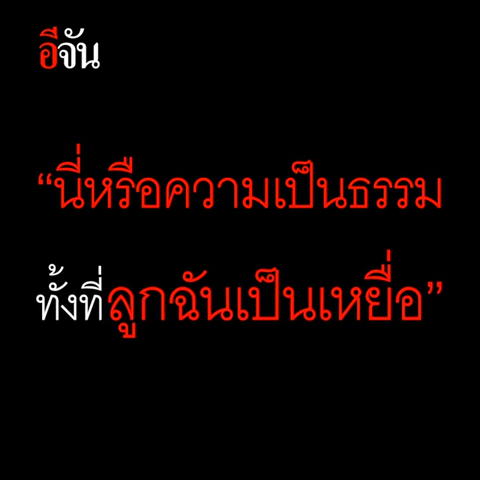 อีจัน
“นี่หรือความเป็นธรรม
ทั้งที่ลูกฉันเป็นเหยื่อ”